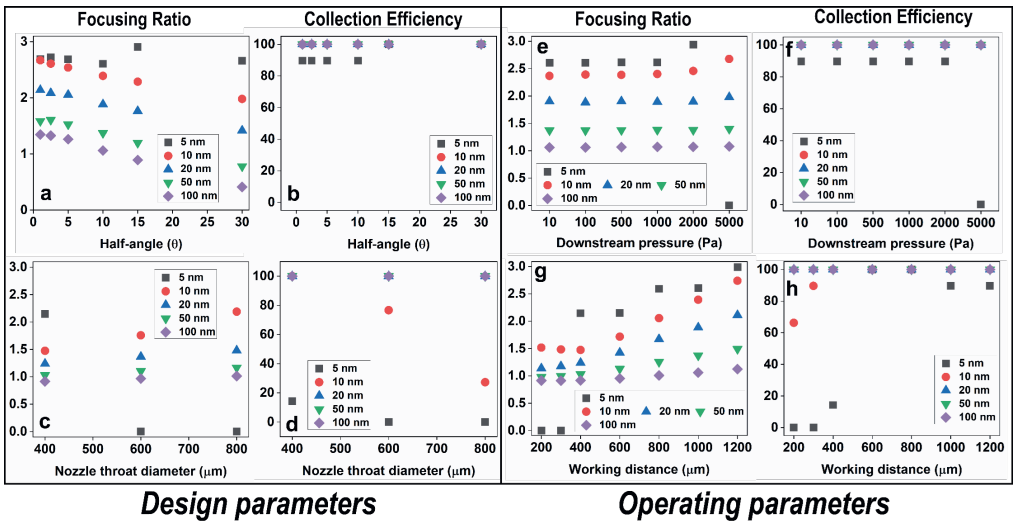 Focusing Ratio
Collection Efficiency
Focusing Ratio
Collection Efficiency
3
2
1
0
0 5 10 15 20 25 30
Half-angle (θ)
5 nm
10 nm
20 nm
50 nm
100 nm
a
100
80
60
40
20
0
0 5 10 15 20 25 30
Half-angle (θ)
5 nm
10 nm
20 nm
50 nm
100 nm
b
3.0
2.5
2.0
1.5
1.0
0.5
0.0
10 100 500 1000 2000 5000
Downstream pressure (Pa)
5 nm
10 nm 20 nm 50 nm
100 nm
e
100
80
60
40
20
0
10 100 500 1000 2000 5000
Downstream pressure (Pa)
5 nm
10 nm
20 nm
50 nm
100 nm
f
3.0
2.5
2.0
1.5
1.0
0.5
0.0
400 500 600 700 800
Nozzle throat diameter (μm)
5 nm
10 nm
20 nm
50 nm
100 nm
c
100
80
60
40
20
0
400 500 600 700 800
Nozzle throat diameter (μm)
5 nm
10 nm
20 nm
50 nm
100 nm
d
3.0
2.5
2.0
1.5
1.0
0.5
0.0
200 400 600 800 1000 1200
Working distance (μm)
5 nm
10 nm 20 nm 50 nm
100 nm
g
100
80
60
40
20
0
200 400 600 800 1000 1200
Working distance (μm)
5 nm
10 nm
20 nm
50 nm
100 nm
h
Design parameters
Operating parameters